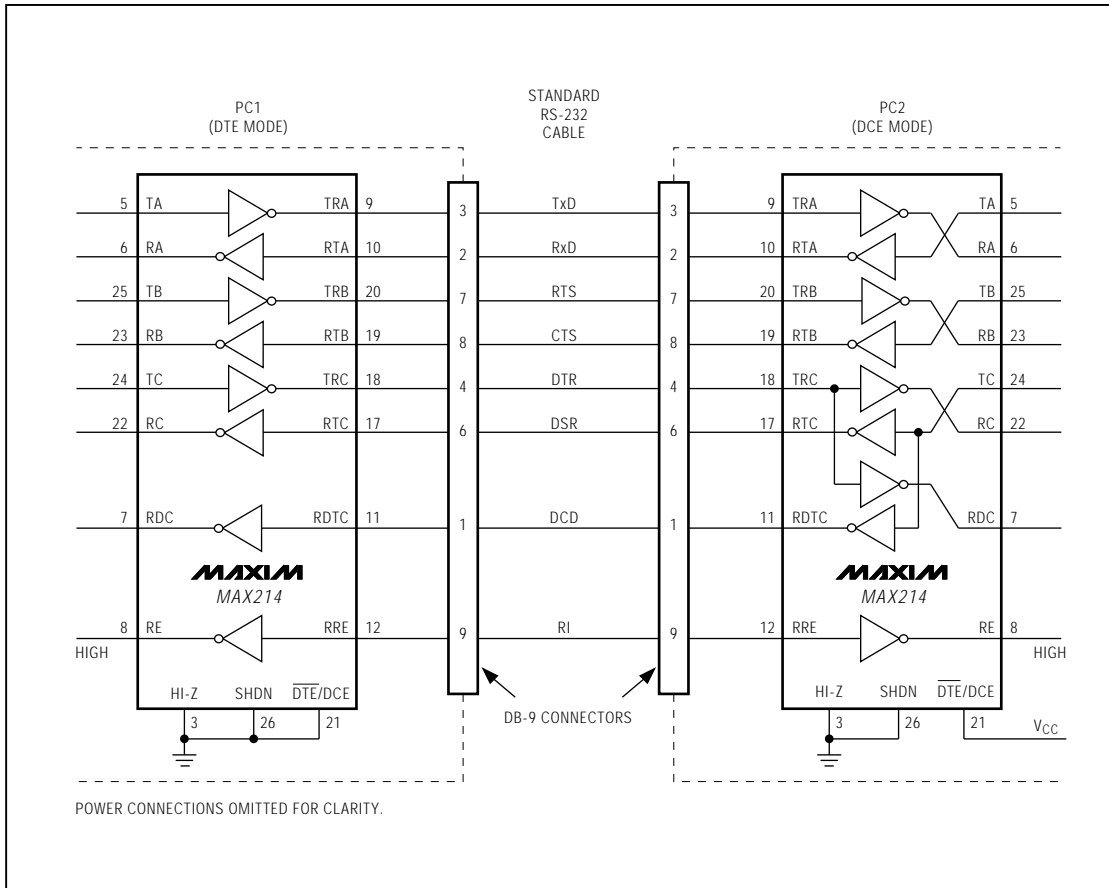 PC1
(DTE MODE)
STANDARD
RS-232
CABLE
PC2
(DCE MODE)
5 TA TRA 9 3 TxD 3 9 TRA TA 5
6 RA RTA 10 2 RxD 2 10 RTA RA 6
25 TB TRB 20 7 RTS 7 20 TRB TB 25
23 RB RTB 19 8 CTS 8 19 RTB RB 23
24 TC TRC 18 4 DTR 4 18 TRC TC 24
22 RC RTC 17 6 DSR 6 17 RTC RC 22
7 RDC RDTC 11 1 DCD 1 11 RDTC RDC 7
MAXIM MAXIM
MAX214 MAX214
8 RE RRE 12 9 RI 9 12 RRE RE 8
HIGH HIGH
HI-Z SHDN DTE/DCE HI-Z SHDN DTE/DCE
3 26 21 DB-9 CONNECTORS 3 26 21 VCC
POWER CONNECTIONS OMITTED FOR CLARITY.